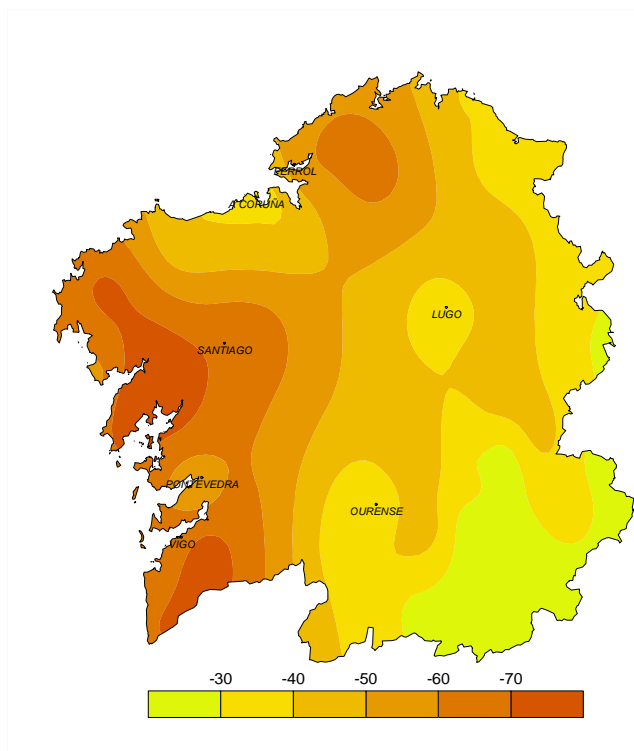 FERROL
A CORUÑA
LUGO
SANTIAGO
PONTEVEDRA
OURENSE
VIGO
-30 -40 -50 -60 -70